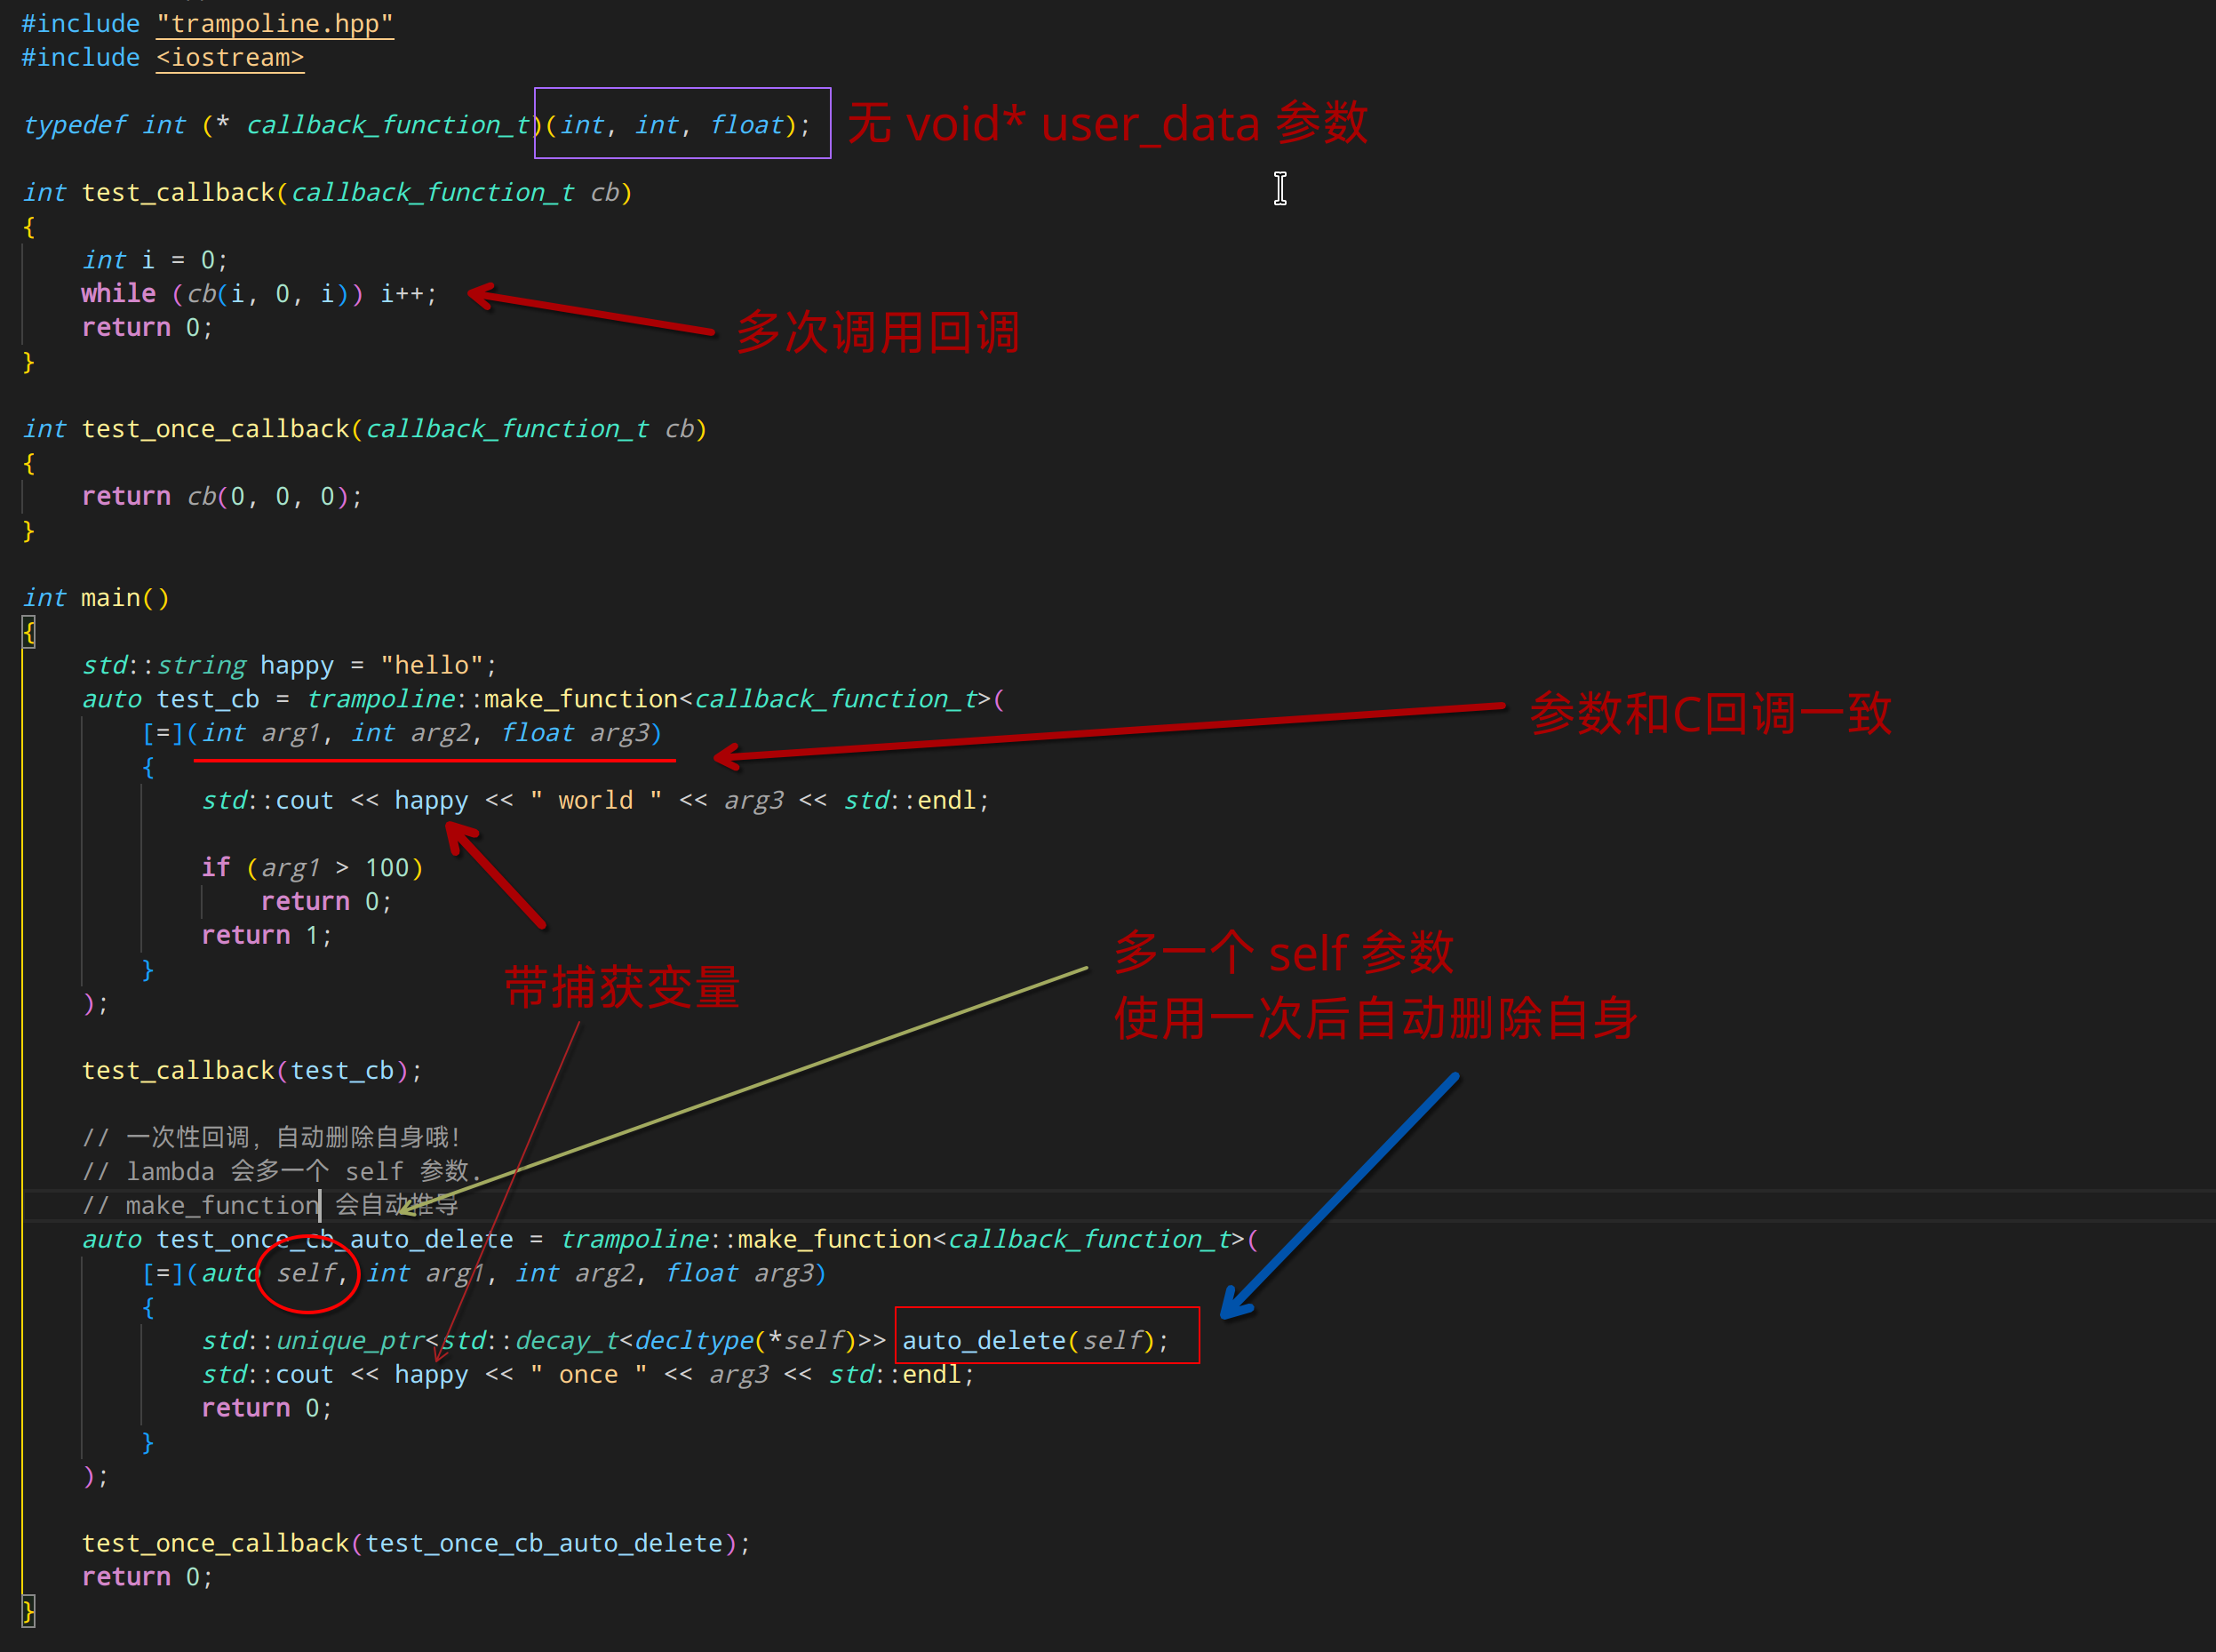 #include "trampoline.hpp"
#include <iostream>
typedef int (* callback_function_t)(int, int, float);
无 void* user_data 参数
int test_callback(callback_function_t cb)
{
    int i = 0;
    while (cb(i, 0, i)) i++;
    return 0;
多次调用回调
}
int test_once_callback(callback_function_t cb)
{
    return cb(0, 0, 0);
}
int main()
{
    std::string happy = "hello";
    auto test_cb = trampoline::make_function<callback_function_t>(
参数和C回调一致
        [=](int arg1, int arg2, float arg3)
        {
            std::cout << happy << " world " << arg3 << std::endl;
            if (arg1 > 100)
                return 0;
            return 1;
        }
多一个 self 参数
使用一次后自动删除自身
带捕获变量
    );
    test_callback(test_cb);
    // 一次性回调, 自动删除自身哦!
    // lambda 会多一个 self 参数.
    // make_function 会自动推导
    auto test_once_cb_auto_delete = trampoline::make_function<callback_function_t>(
        [=](auto self, int arg1, int arg2, float arg3)
        {
            std::unique_ptr<std::decay_t<decltype(*self)>> auto_delete(self);
            std::cout << happy << " once " << arg3 << std::endl;
            return 0;
        }
    );
    test_once_callback(test_once_cb_auto_delete);
    return 0;
}